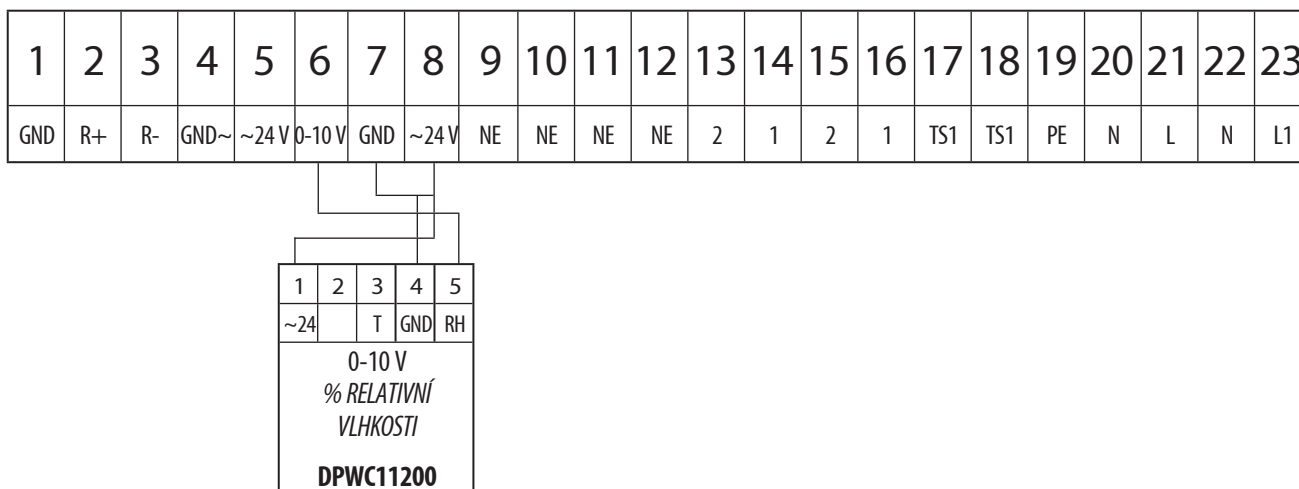 1 2 3 4 5 6 7 8 9 10 11 12 13 14 15 16 17 18 19 20 21 22 23
GND R+ R- GND~ ~24 V 0-10 V GND ~24 V NE NE NE NE 2 1 2 1 TS1 TS1 PE N L N L1
1 2 3 4 5
~24 T GND RH
0-10 V
% RELATIVNÍ
VLHKOSTI
DPWC11200